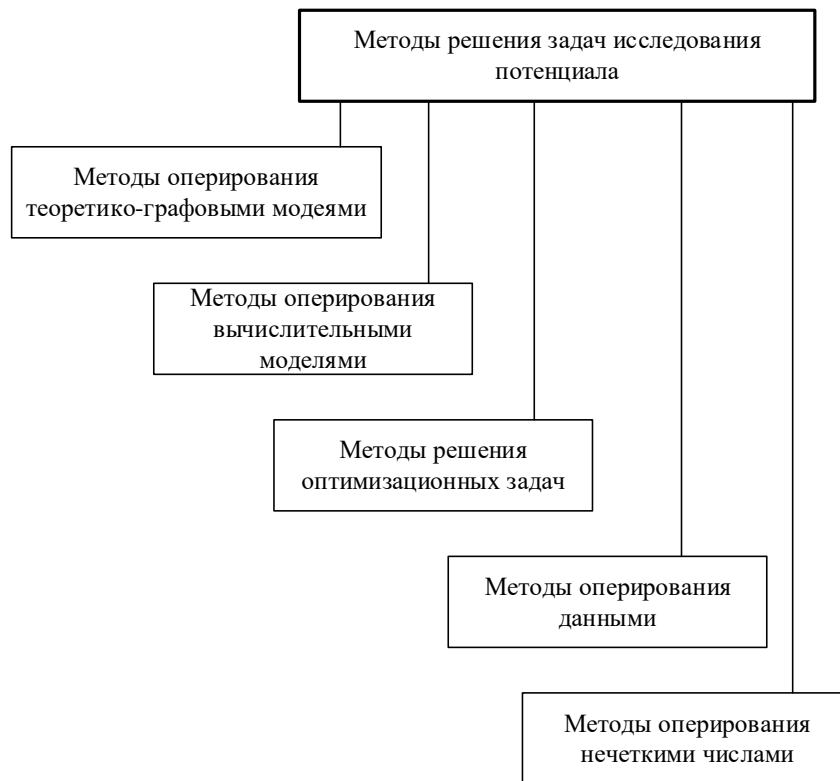 Методы решения задач исследования
потенциала
Методы оперирования
теоретико-графовыми модеями
Методы оперирования
вычислительными
моделями
Методы решения
оптимизационных задач
Методы оперирования
данными
Методы оперирования
нечеткими числами